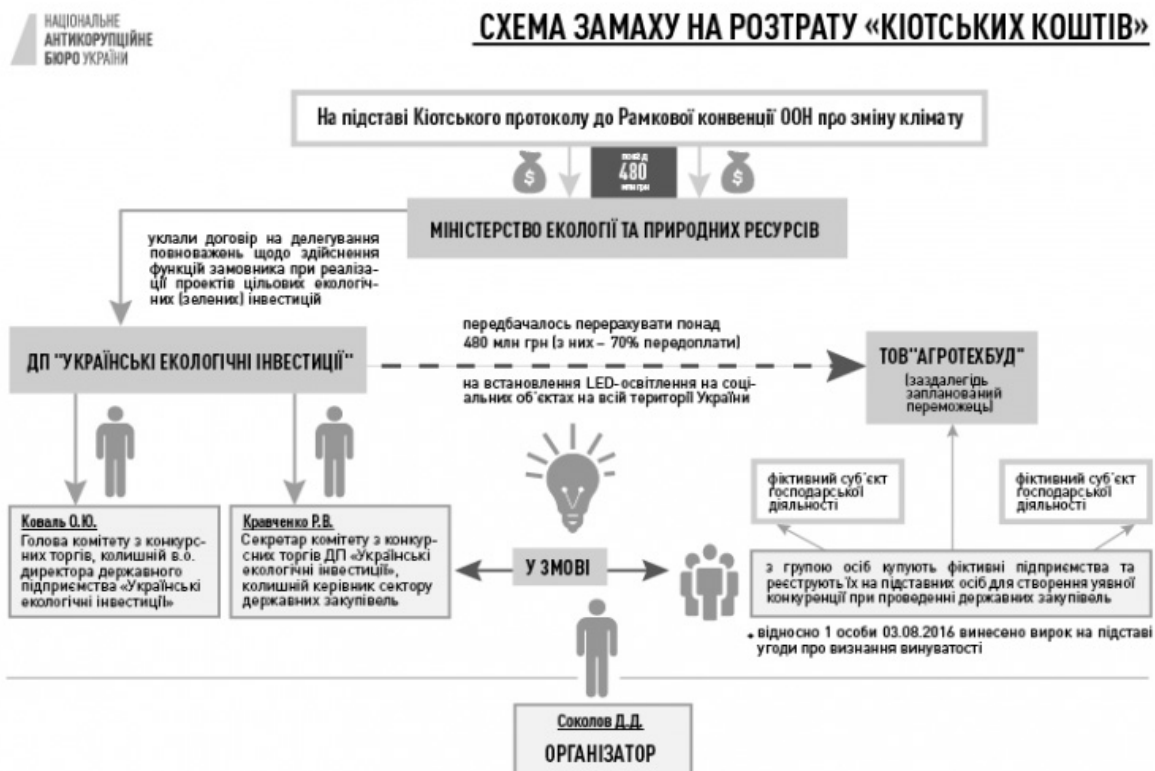 НАЦІОНАЛЬНЕ
АНТИКОРУПЦІЙНЕ
БЮРО УКРАЇНИ
СХЕМА ЗАМАХУ НА РОЗТРАТУ «КІОТСЬКИХ КОШТІВ»
На підставі Кіотського протоколу до Рамкової конвенції ООН про зміну клімату
$
понад
480
млн грн
$
МІНІСТЕРСТВО ЕКОЛОГІЇ ТА ПРИРОДНИХ РЕСУРСІВ
уклали договір на делегування
повноважень щодо здійснення
функцій замовника при реаліза-
ції проектів цільових екологіч-
них (зелених) інвестицій
ДП "УКРАЇНСЬКІ ЕКОЛОГІЧНІ ІНВЕСТИЦІЇ"
передбачалось перерахувати понад
480 млн грн (з них – 70% передоплати)
на встановлення LED-освітлення на соці-
альних об'єктах на всій території України
ТОВ"АГРОТЕХБУД"
(заздалегідь
запланований
переможець)
Коваль О.Ю.
Голова комітету з конкурс-
них торгів, колишній в.о.
директора державного
підприємства «Українські
екологічні інвестиції»
Кравченко Р.В.
Секретар комітету з конкур-
сних торгів ДП «Українські
екологічні інвестиції»,
колишній керівник сектору
державних закупівель
У ЗМОВІ
фіктивний суб'єкт
господарської
діяльності
фіктивний суб'єкт
господарської
діяльності
з групою осіб купують фіктивні підприємства та
реєструють їх на підставних осіб для створення уявної
конкуренції при проведенні державних закупівель
• відносно 1 особи 03.08.2016 винесено вирок на підставі
угоди про визнання винуватості
Соколов Д.Д.
ОРГАНІЗАТОР